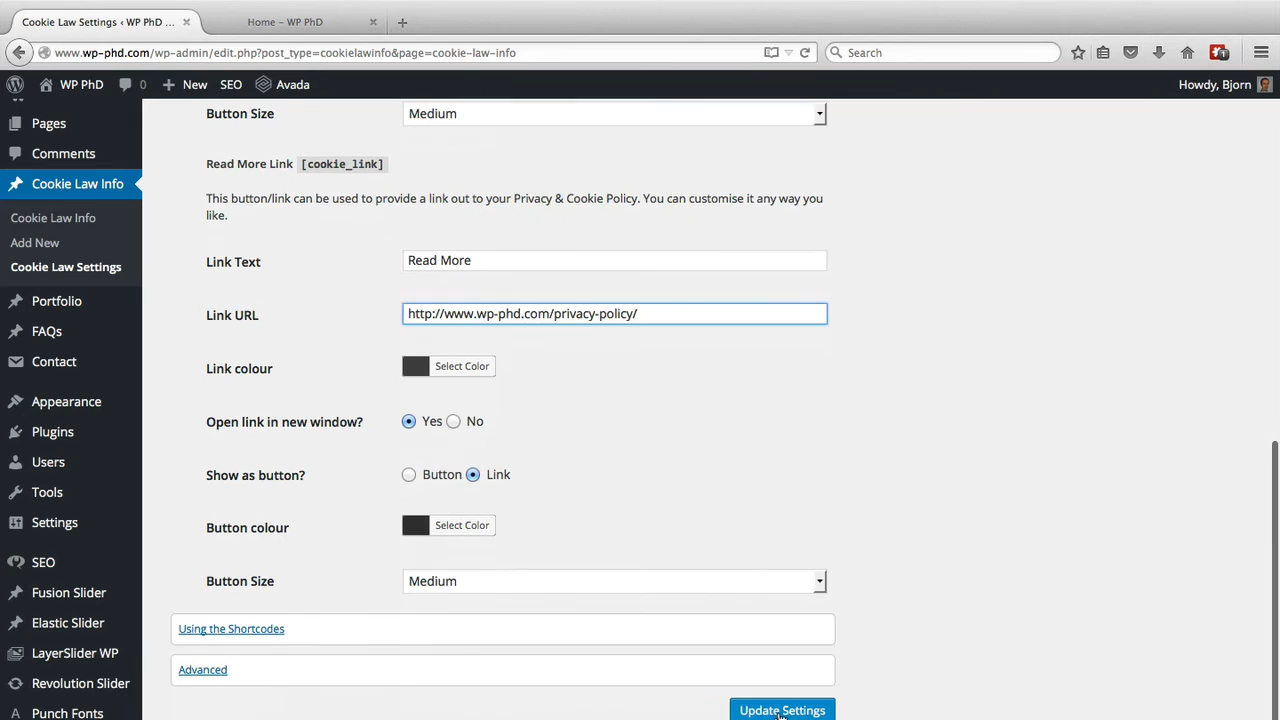 Cookie Law Settings ‹ WP PhD ...
Home – WP PhD
www.wp-phd.com/wp-admin/edit.php?post_type=cookielawinfo&page=cookie-law-info
Search
1
WP PhD
0
New
SEO
Avada
Howdy, Bjorn
Pages
Comments
Cookie Law Info
Cookie Law Info
Add New
Cookie Law Settings
Portfolio
FAQs
Contact
Appearance
Plugins
Users
Tools
Settings
SEO
Fusion Slider
Elastic Slider
LayerSlider WP
Revolution Slider
Punch Fonts
Button Size
Medium
Read More Link [cookie_link]
This button/link can be used to provide a link out to your Privacy & Cookie Policy. You can customise it any way you
like.
Link Text
Read More
Link URL
http://www.wp-phd.com/privacy-policy/
Link colour
Select Color
Open link in new window?
Yes
No
Show as button?
Button
Link
Button colour
Select Color
Button Size
Medium
Using the Shortcodes
Advanced
Update Settings